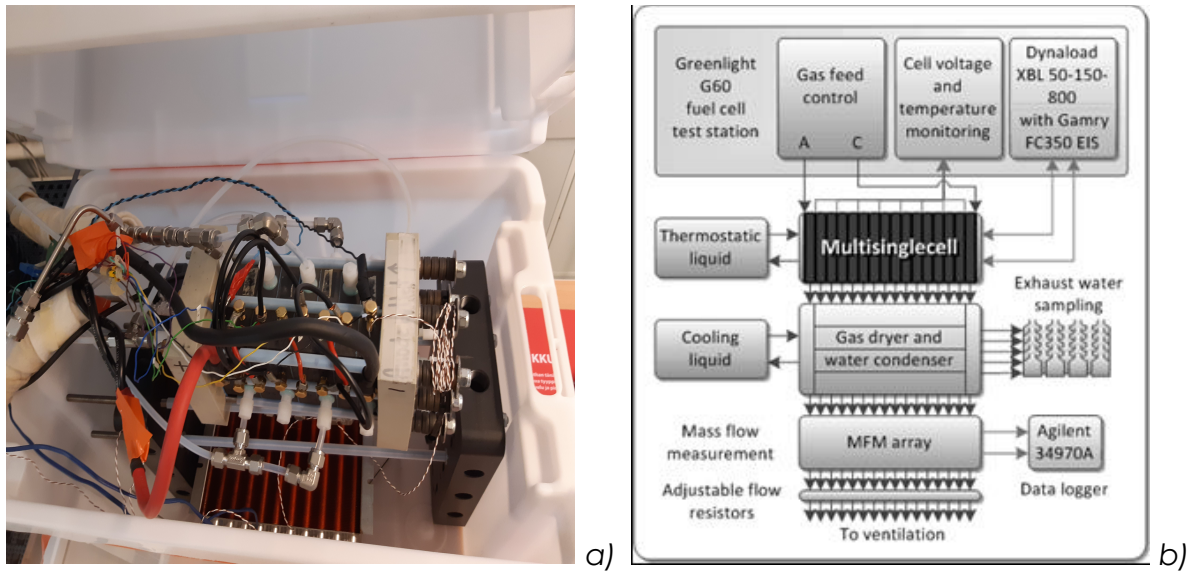 KKU
a)
Greenlight
G60
fuel cell
test station
Gas feed
control
A C
Cell voltage
and
temperature
monitoring
Dynaload
XBL 50-150-
800
with Gamry
FC350 EIS
Thermostatic
liquid
Multisinglecell
Exhaust water
sampling
Cooling
liquid
Gas dryer and
water condenser
Mass flow
measurement
MFM array
Agilent
34970A
Data logger
Adjustable flow
resistors
To ventilation
b)